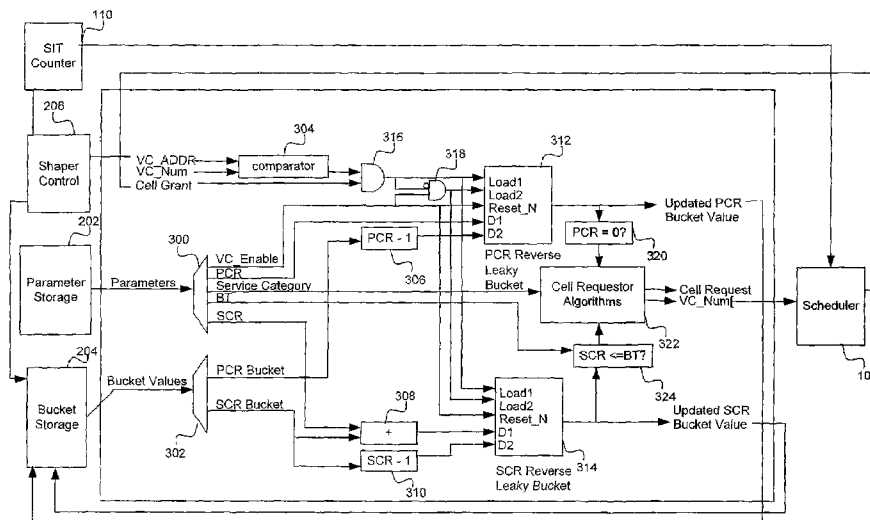 110
SIT
Counter
206
Shaper
Control
VC_ADDR
VC_Num
Cell Grant
304
comparator
316
318
312
Load1
Load2
Reset_N
D1
D2
Updated PCR
Bucket Value
PCR = 0?
320
202
Parameter
Storage
Parameters
300
VC_Enable
PCR
Service Category
BT
SCR
PCR - 1
306
PCR Reverse
Leaky
Bucket
Cell Requestor
Algorithms
322
Cell Request
VC_Num[
Scheduler
10
SCR <=BT?
324
204
Bucket
Storage
Bucket Values
PCR Bucket
SCR Bucket
302
308
+
SCR - 1
310
Load1
Load2
Reset_N
D1
D2
314
SCR Reverse
Leaky Bucket
Updated SCR
Bucket Value